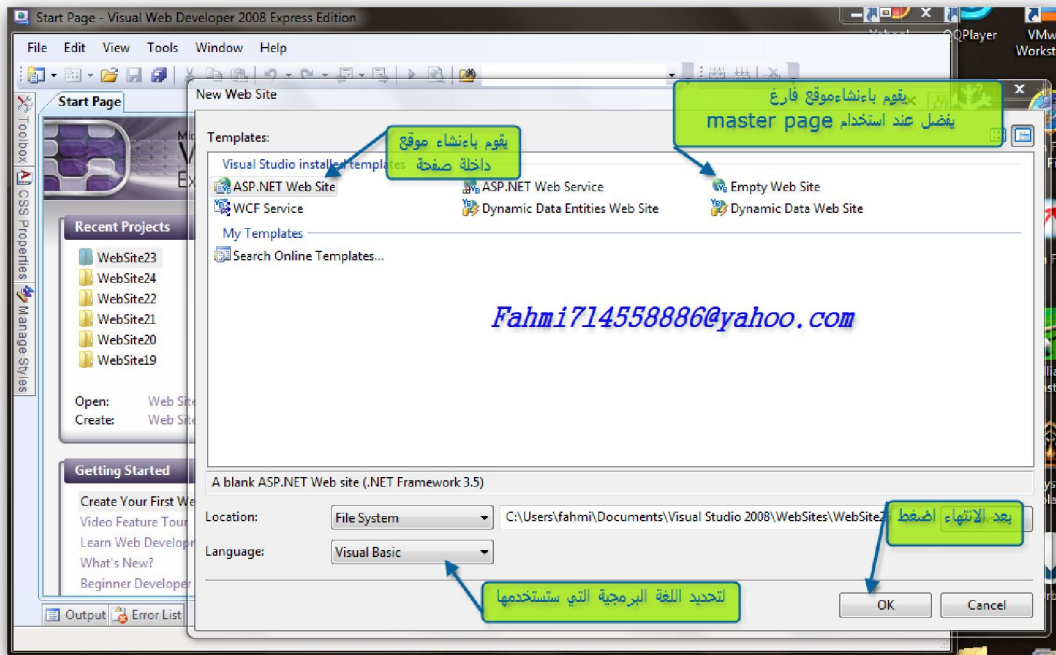 Start Page - Visual Web Developer 2008 Express Edition
QQPlayer
File Edit View Tools Window Help
Start Page
New Web Site
يقوم باءنشاءموقع فارغ
يفضل عند استخدام master page
Templates:
يقوم باءنشاء موقع
داخلة صفحة
Visual Studio installed templates
ASP.NET Web Site
ASP.NET Web Service
Empty Web Site
WCF Service
Dynamic Data Entities Web Site
Dynamic Data Web Site
My Templates
Search Online Templates...
Toolbox
CSS Properties
Manage Styles
Recent Projects
WebSite23
WebSite24
WebSite22
WebSite21
WebSite20
WebSite19
Fahmi714558886@yahoo.com
Open: Web
Create: Web
Getting Started
Create Your First
Video Feature Tour
Learn Web
What's New?
Beginner Developer
A blank ASP.NET Web site (.NET Framework 3.5)
Location: File System C:\Users\fahmi\Documents\Visual Studio 2008\WebSites\WebSite2
بعد الانتهاء اضغط
Language: Visual Basic
لتحديد اللغة البرمجية التي ستستخدمها
OK Cancel
Output Error List